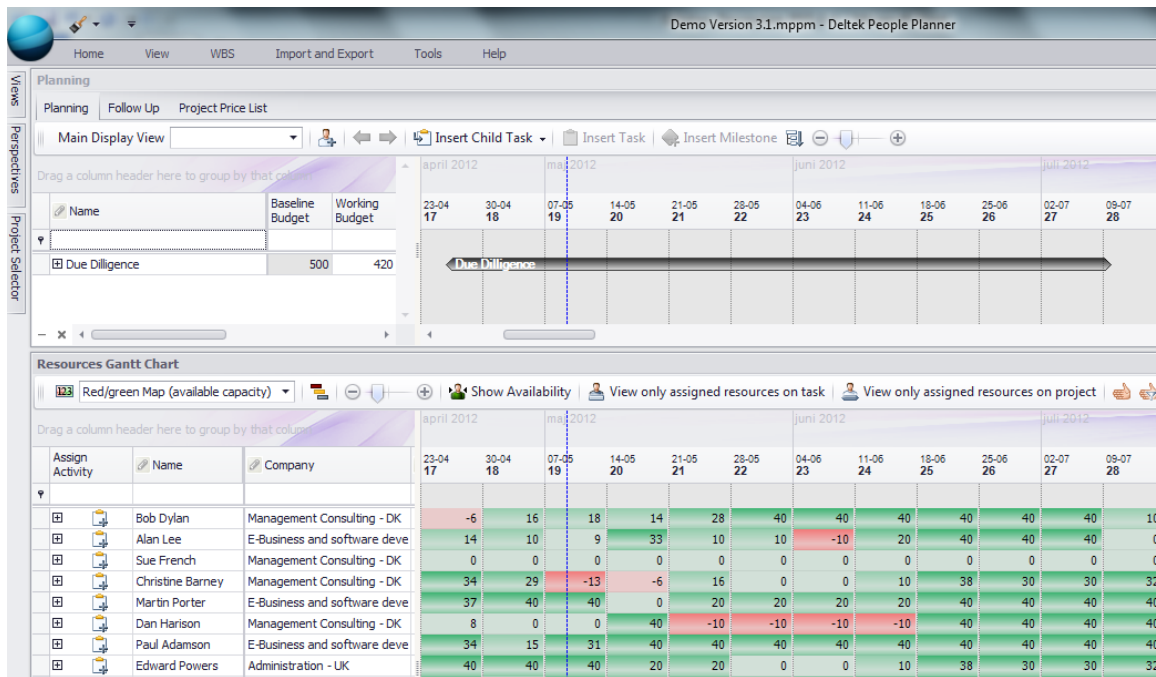 Demo Version 3.1.mppm - Deltek People Planner
Home View WBS Import and Export Tools Help
Views
Perspectives
Project Selector
Planning
Planning Follow Up Project Price List
Main Display View Insert Child Task Insert Task Insert Milestone
Drag a column header here to group by that column
april 2012 maj 2012 juni 2012 juli 2012
Name Baseline Budget Working Budget
23-04 30-04 07-05 14-05 21-05 28-05 04-06 11-06 18-06 25-06 02-07 09-07
17 18 19 20 21 22 23 24 25 26 27 28
Due Dilligence 500 420 Due Dilligence
Resources Gantt Chart
123 Red/green Map (available capacity) Show Availability View only assigned resources on task View only assigned resources on project
Drag a column header here to group by that column
april 2012 maj 2012 juni 2012 juli 2012
Assign Activity Name Company
23-04 30-04 07-05 14-05 21-05 28-05 04-06 11-06 18-06 25-06 02-07 09-07
17 18 19 20 21 22 23 24 25 26 27 28
Bob Dylan Management Consulting - DK -6 16 18 14 28 40 40 40 40 40 40 10
Alan Lee E-Business and software deve 14 10 9 33 10 10 -10 20 40 40 40 0
Sue French Management Consulting - DK 0 0 0 0 0 0 0 0 0 0 0 0
Christine Barney Management Consulting - DK 34 29 -13 -6 16 0 0 10 38 30 30 32
Martin Porter E-Business and software deve 37 40 40 0 20 20 20 20 40 40 40 40
Dan Harison Management Consulting - DK 8 0 0 40 -10 -10 -10 -10 40 40 40 40
Paul Adamson E-Business and software deve 34 15 31 40 40 40 40 40 40 40 40 40
Edward Powers Administration - UK 40 40 40 20 20 0 0 10 38 30 30 32